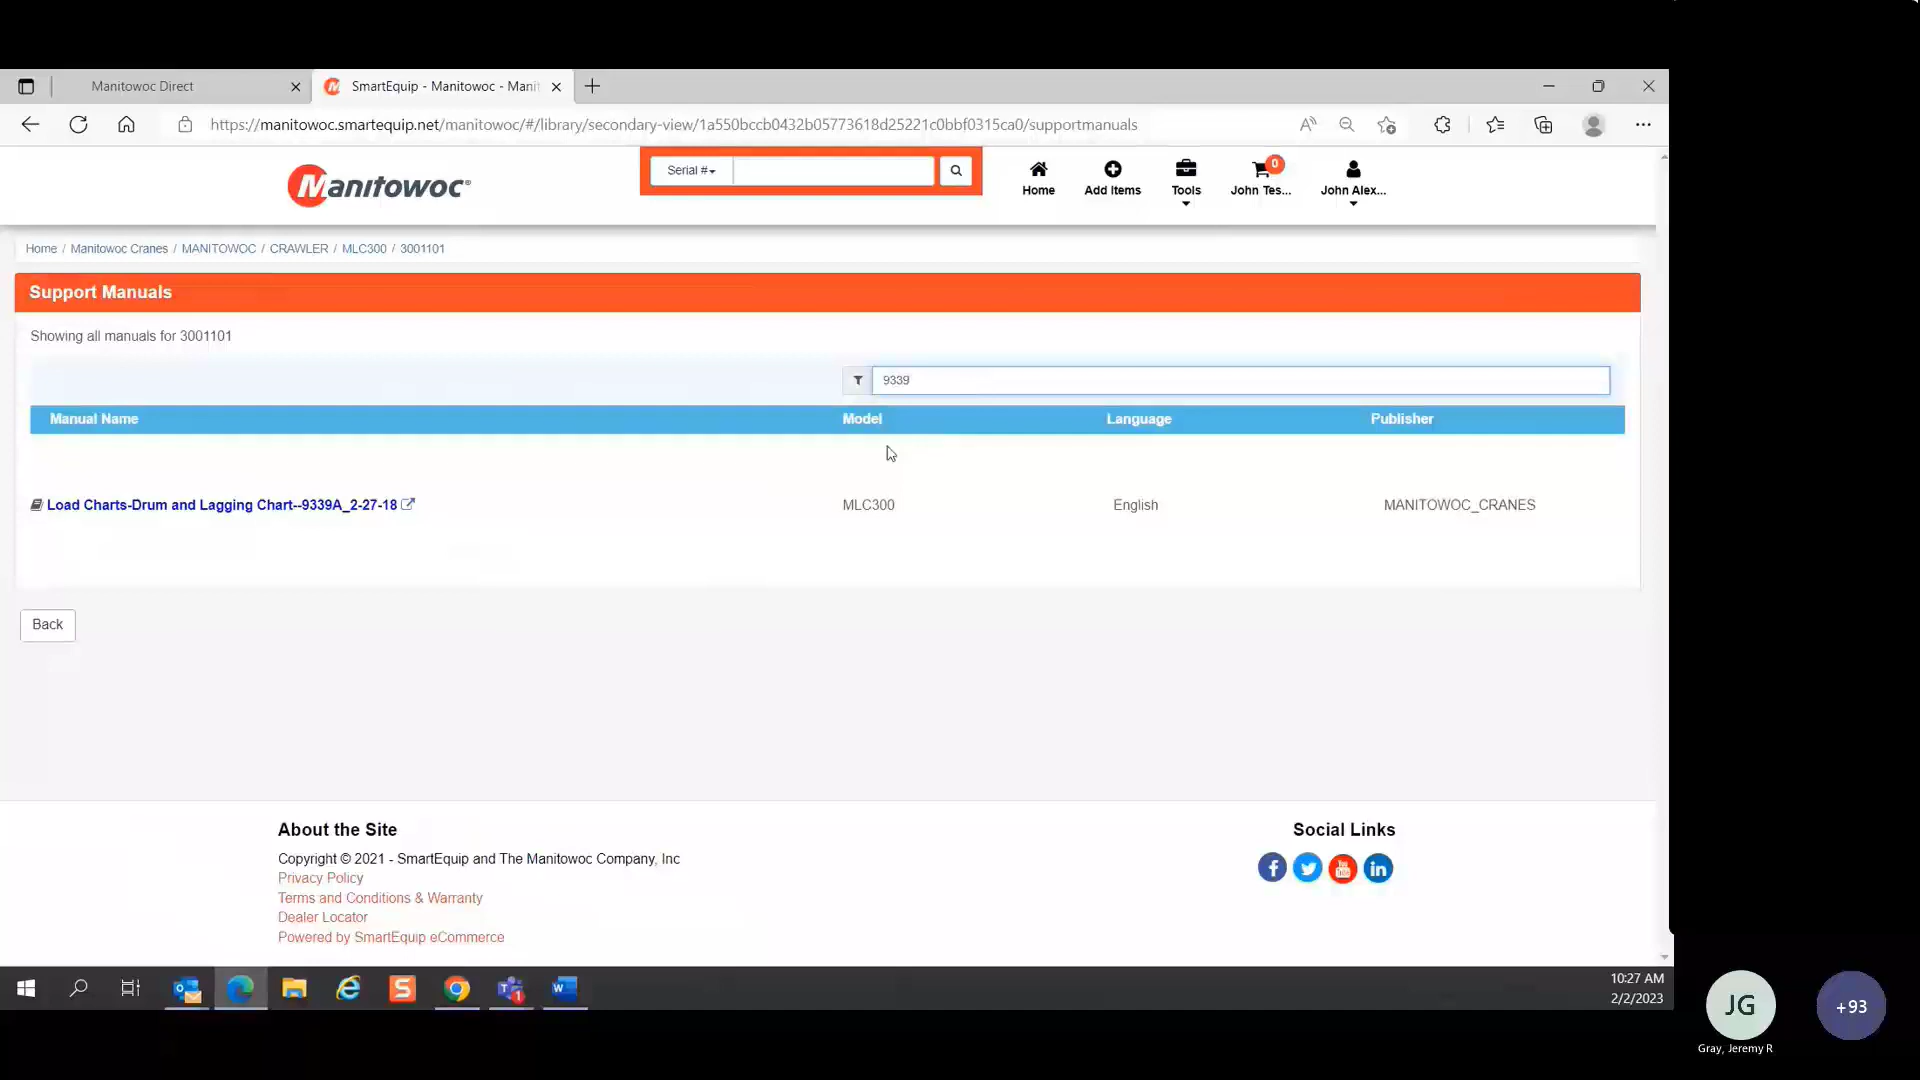 Manitowoc Direct
SmartEquip - Manitowoc - Manit
https://manitowoc.smartequip.net/manitowoc/#/library/secondary-view/1a550bccb0432b05773618d25221c0bbf0315ca0/supportmanuals
Manitowoc®
Serial #
Home
Add Items
Tools
0
John Tes...
John Alex...
Home / Manitowoc Cranes / MANITOWOC / CRAWLER / MLC300 / 3001101
Support Manuals
Showing all manuals for 3001101
9339
Manual Name Model Language Publisher
Load Charts-Drum and Lagging Chart--9339A_2-27-18 MLC300 English MANITOWOC_CRANES
Back
About the Site
Copyright © 2021 - SmartEquip and The Manitowoc Company, Inc
Privacy Policy
Terms and Conditions & Warranty
Dealer Locator
Powered by SmartEquip eCommerce
Social Links
10:27 AM
2/2/2023
JG
Gray, Jeremy R
+93